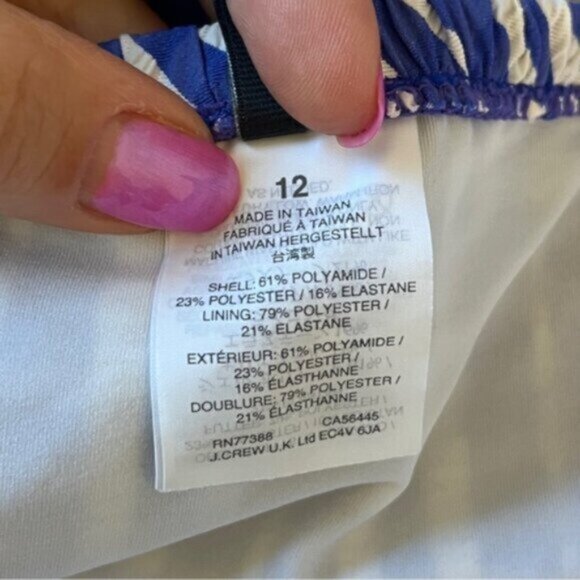 12
MADE IN TAIWAN
FABRIQUÉ À TAIWAN
IN TAIWAN HERGESTELLT
台湾製
SHELL: 61% POLYAMIDE /
23% POLYESTER / 16% ELASTANE
LINING: 79% POLYESTER /
21% ELASTANE
EXTÉRIEUR: 61% POLYAMIDE /
23% POLYESTER /
16% ÉLASTHANNE
DOUBLURE: 79% POLYESTER /
21% ÉLASTHANNE
RN77388 CA56445
J.CREW U.K. Ltd EC4V 6JA